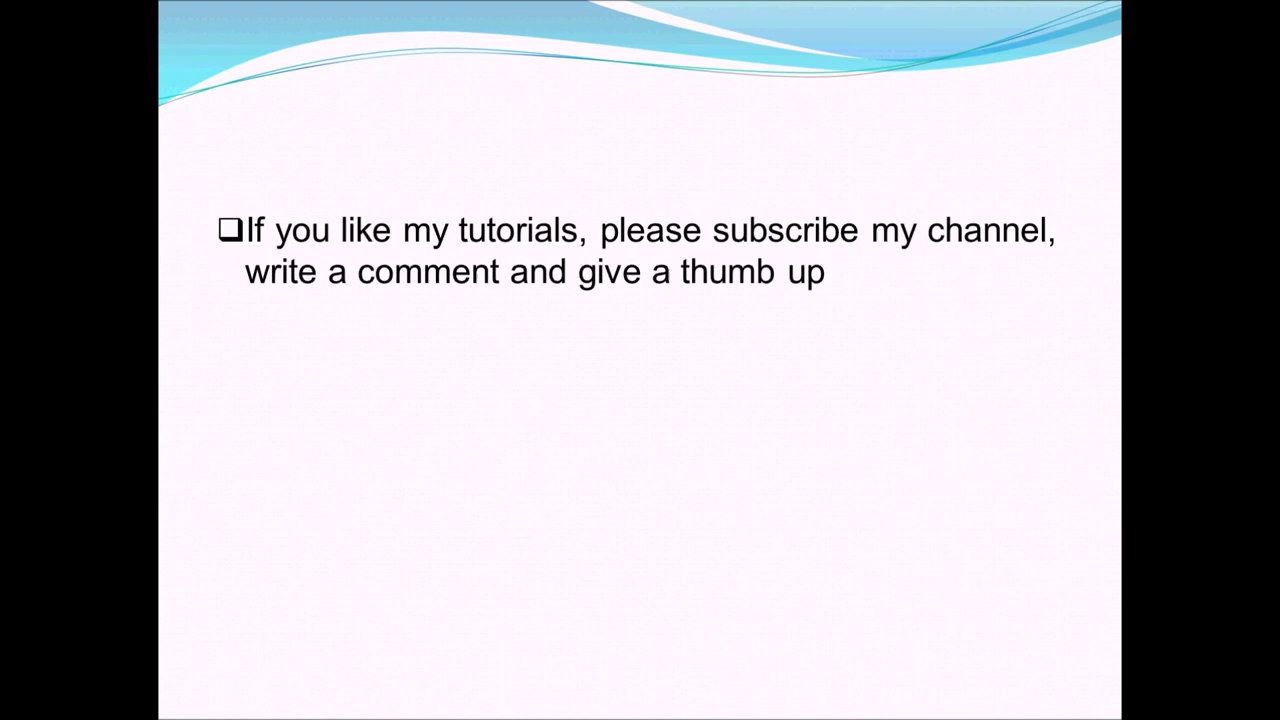 ❑If you like my tutorials, please subscribe my channel,
write a comment and give a thumb up